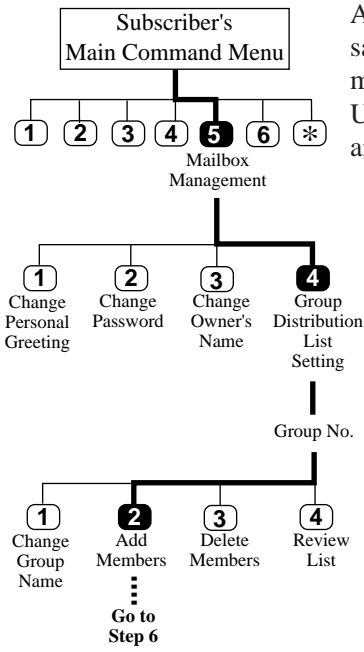 Subscriber's
Main Command Menu
1 2 3 4 5 6 *
Mailbox
Management
1 2 3 4
Change
Personal
Greeting
Change
Password
Change
Owner's
Name
Group
Distribution
List
Setting
Group No.
1 2 3 4
Change
Group
Name
Add
Members
Delete
Members
Review
List
Go to
Step 6